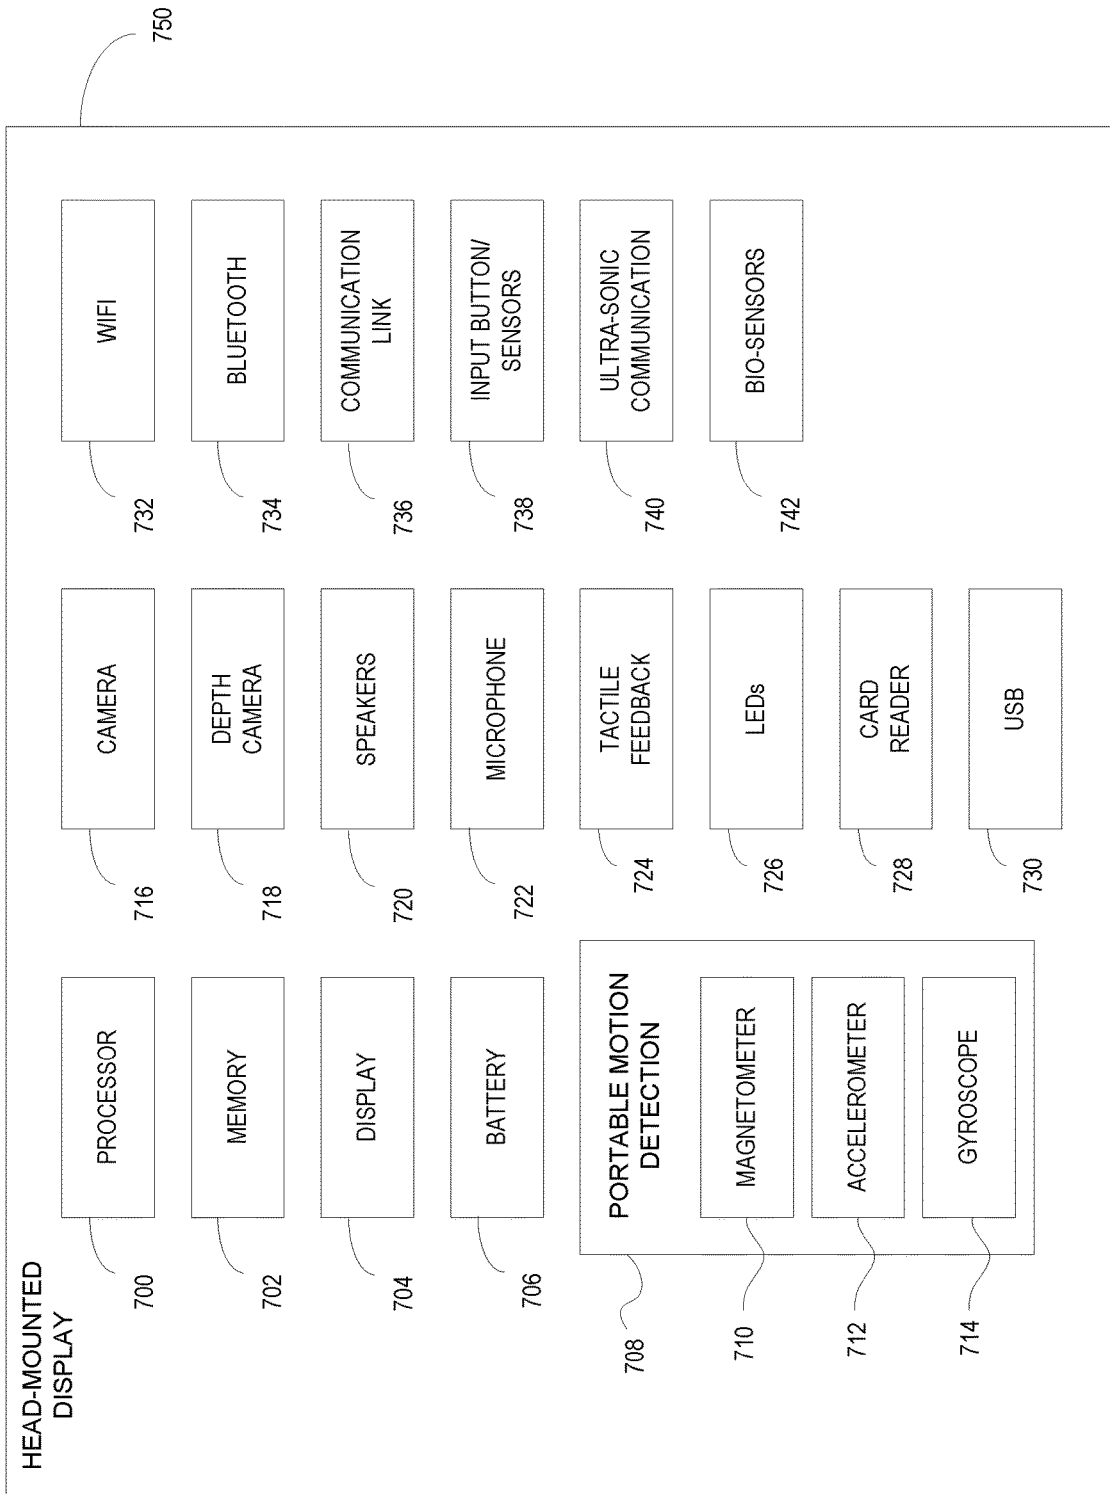 HEAD-MOUNTED
DISPLAY
750
700
PROCESSOR
702
MEMORY
704
DISPLAY
706
BATTERY
708
PORTABLE MOTION
DETECTION
710
MAGNETOMETER
712
ACCELEROMETER
714
GYROSCOPE
716
CAMERA
718
DEPTH
CAMERA
720
SPEAKERS
722
MICROPHONE
724
TACTILE
FEEDBACK
726
LEDs
728
CARD
READER
730
USB
732
WIFI
734
BLUETOOTH
736
COMMUNICATION
LINK
738
INPUT BUTTON/
SENSORS
740
ULTRA-SONIC
COMMUNICATION
742
BIO-SENSORS